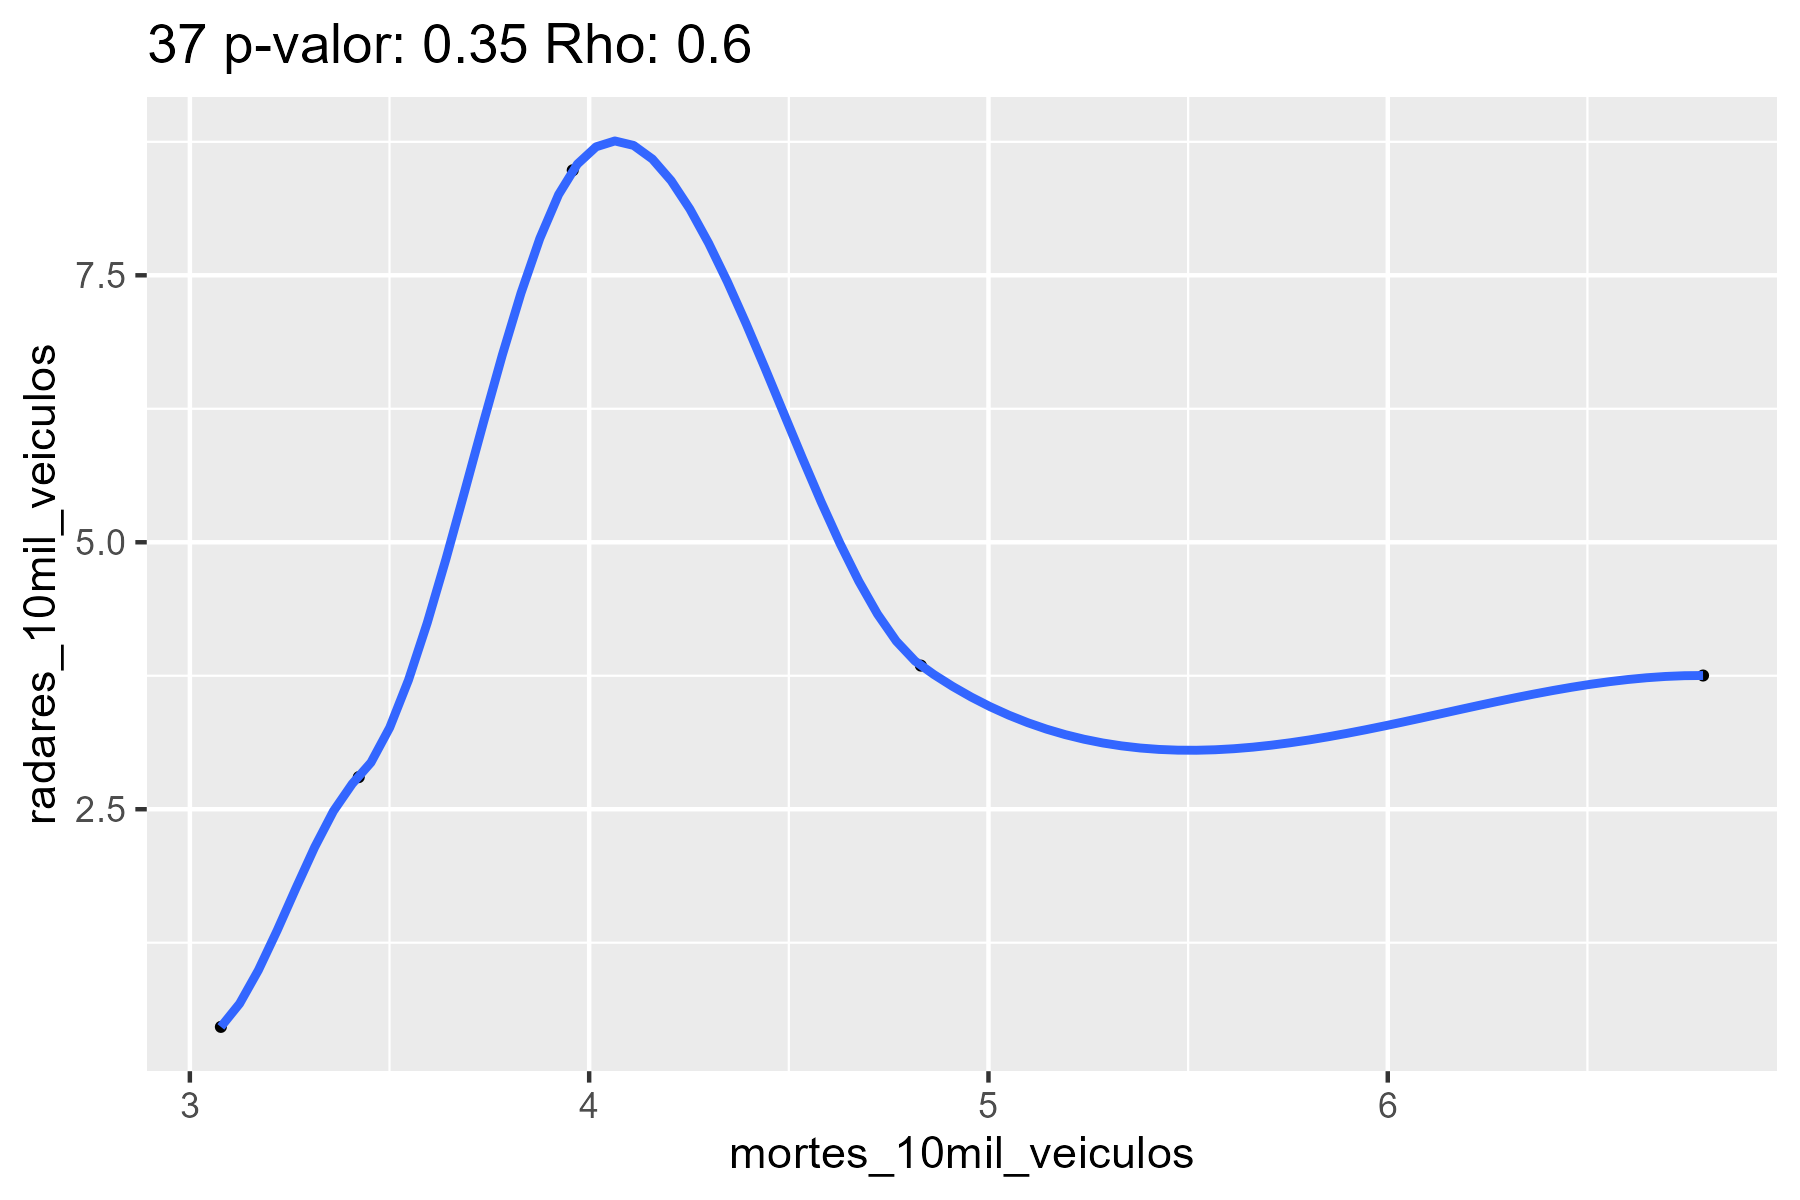 37 p-valor: 0.35 Rho: 0.6
radares_10mil_veiculos
7.5
5.0
2.5
3 4 5 6
mortes_10mil_veiculos